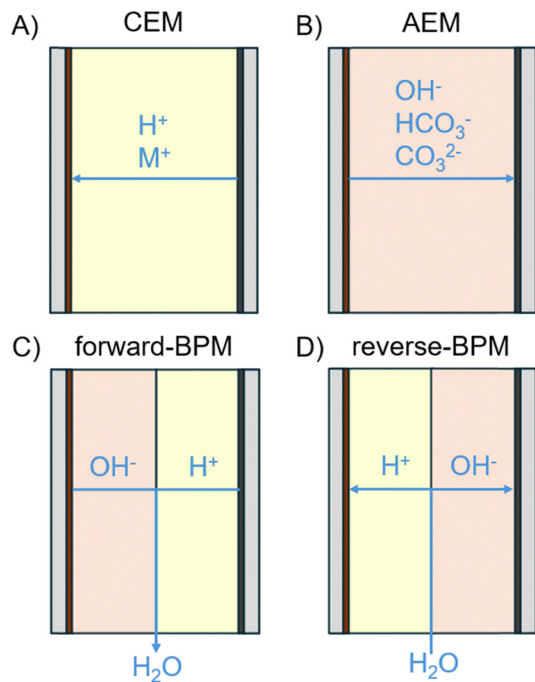 A) CEM
H⁺
M⁺
B) AEM
OH⁻
HCO₃⁻
CO₃²⁻
C) forward-BPM
OH⁻ H⁺
H₂O
D) reverse-BPM
H⁺ OH⁻
H₂O